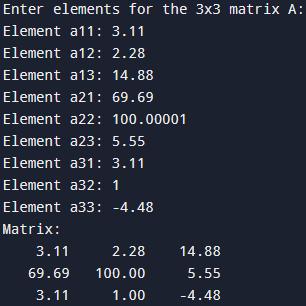 Enter elements for the 3x3 matrix A:
Element a11: 3.11
Element a12: 2.28
Element a13: 14.88
Element a21: 69.69
Element a22: 100.00001
Element a23: 5.55
Element a31: 3.11
Element a32: 1
Element a33: -4.48
Matrix:
3.11 2.28 14.88
69.69 100.00 5.55
3.11 1.00 -4.48